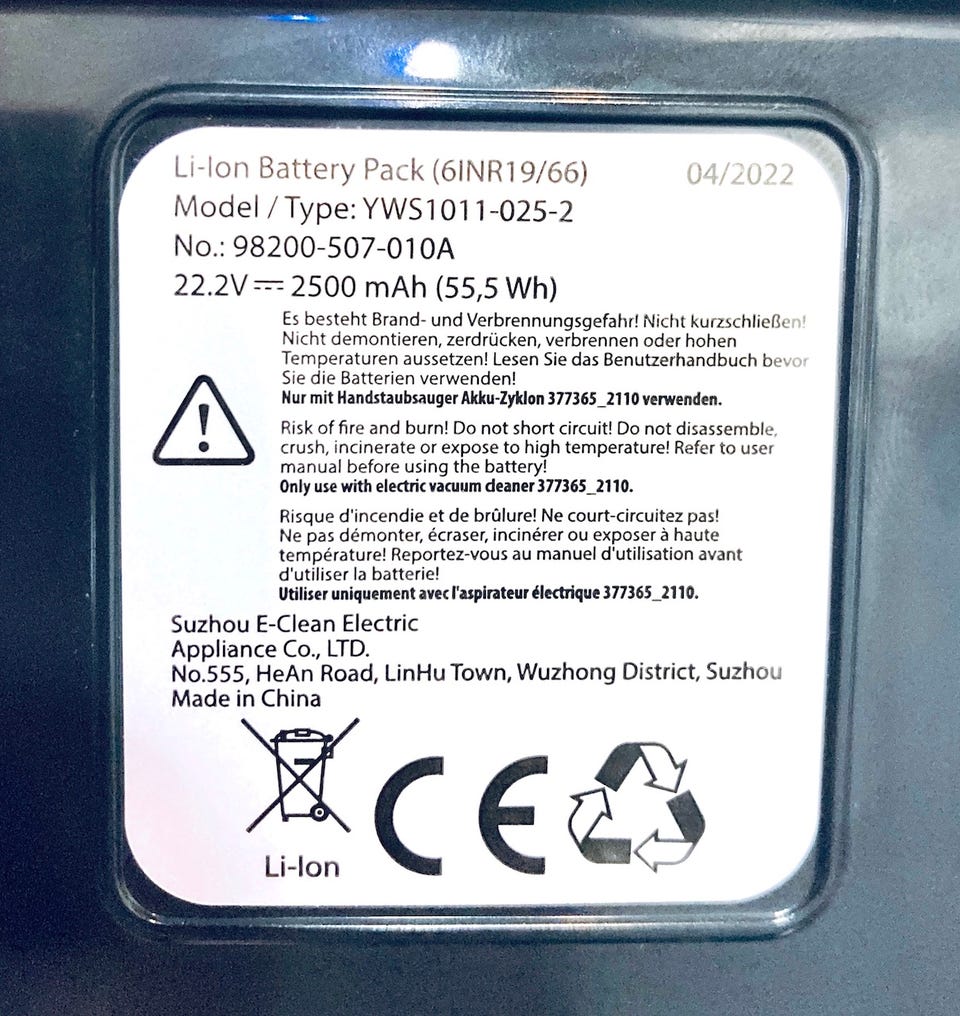 Li-Ion Battery Pack (6INR19/66) 04/2022
Model / Type: YWS1011-025-2
No.: 98200-507-010A
22.2V⎓ 2500 mAh (55,5 Wh)
Es besteht Brand- und Verbrennungsgefahr! Nicht kurzschließen!
Nicht demontieren, zerdrücken, verbrennen oder hohen
Temperaturen aussetzen! Lesen Sie das Benutzerhandbuch bevor
Sie die Batterien verwenden!
Nur mit Handstaubsauger Akku-Zyklon 377365_2110 verwenden.
Risk of fire and burn! Do not short circuit! Do not disassemble,
crush, incinerate or expose to high temperature! Refer to user
manual before using the battery!
Only use with electric vacuum cleaner 377365_2110.
Risque d'incendie et de brûlure! Ne court-circuitez pas!
Ne pas démonter, écraser, incinérer ou exposer à haute
température! Reportez-vous au manuel d'utilisation avant
d'utiliser la batterie!
Utiliser uniquement avec l'aspirateur électrique 377365_2110.
Suzhou E-Clean Electric
Appliance Co., LTD.
No.555, HeAn Road, LinHu Town, Wuzhong District, Suzhou
Made in China
CE
Li-Ion